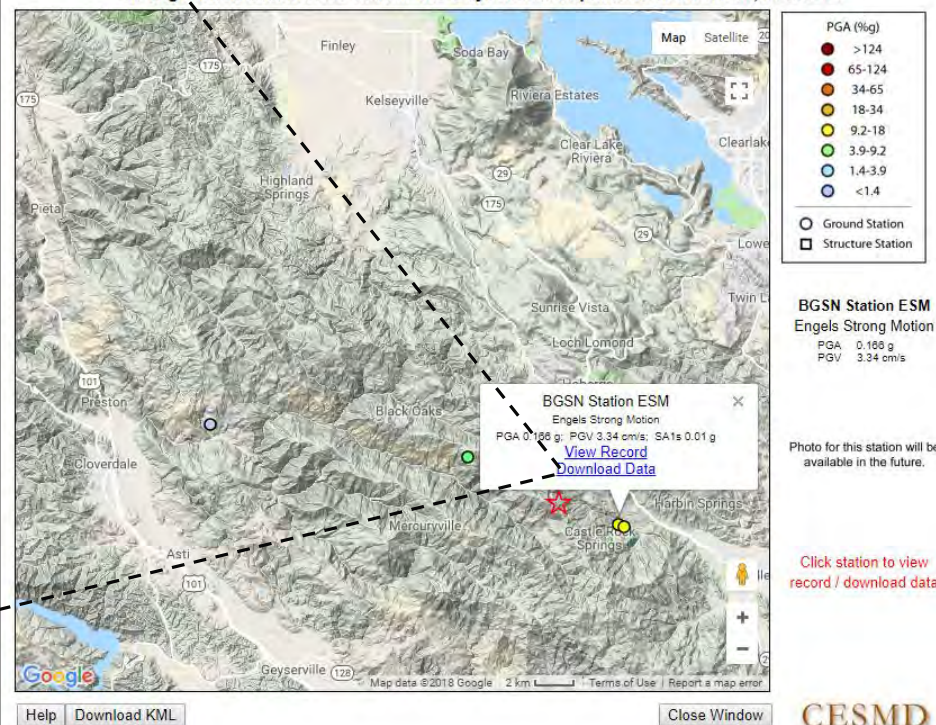 Finley
Soda Bay
Map Satellite
175
Kelseyville
Riviera Estates
175
Clear Lake
Riviera
Clearlake
29
Highland
Springs
175
Pieta
29
Lowe
Twin L
Sunrise Vista
Loch Lomond
101
Preston
Black Oaks
BGSN Station ESM
Engels Strong Motion
PGA 0.166 g; PGV 3.34 cm/s; SA1s 0.01 g
View Record
Download Data
Cloverdale
Mercuryville
Harbin Springs
Castle Rock
Springs
Asti
101
Geyserville
128
Google
Map data ©2018 Google 2 km Terms of Use Report a map error
Help Download KML
Close Window
PGA (%g)
>124
65-124
34-65
18-34
9.2-18
3.9-9.2
1.4-3.9
<1.4
Ground Station
Structure Station
BGSN Station ESM
Engels Strong Motion
PGA 0.166 g
PGV 3.34 cm/s
Photo for this station will be
available in the future.
Click station to view
record / download data
CESMD